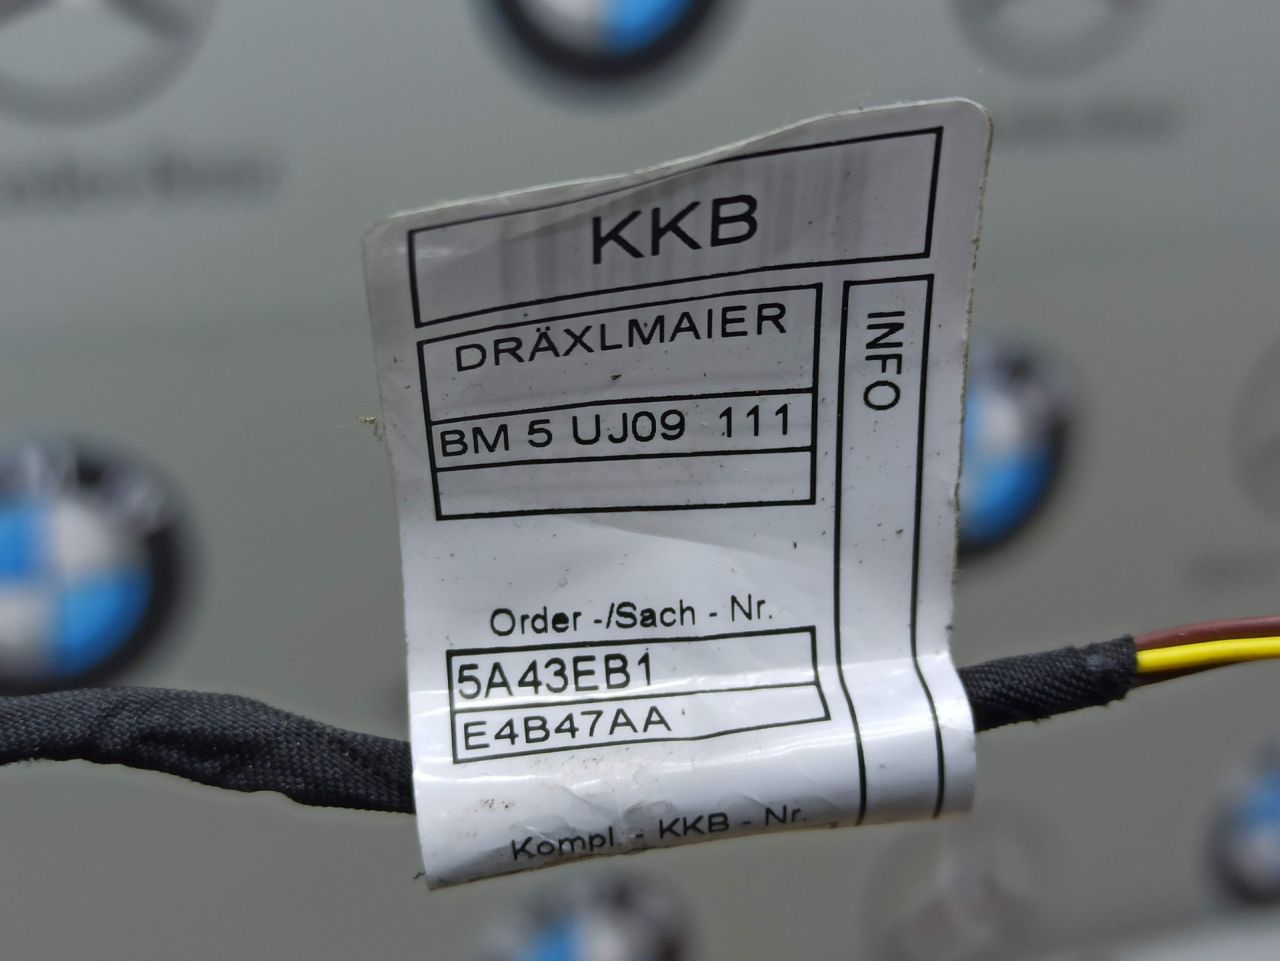 KKB
DRÄXLMAIER
BM 5 UJ09 111
INFO
Order -/Sach - Nr.
5A43EB1
E4B47AA
Kompl. - KKB - Nr.